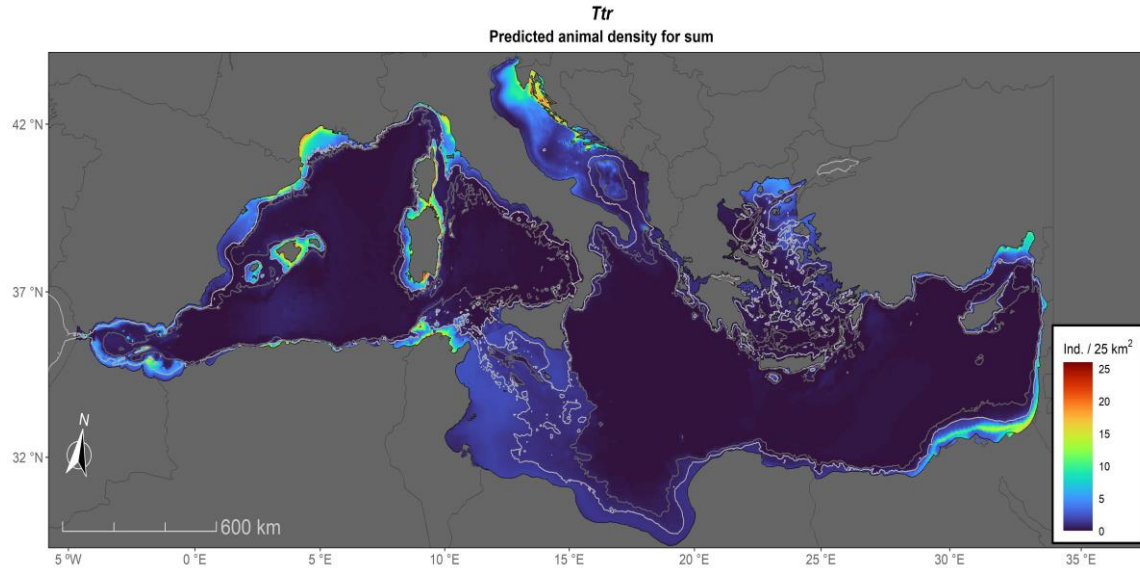 Ttr
Predicted animal density for sum
42 °N
37 °N
32 °N
N
600 km
Ind. / 25 km²
25
20
15
10
5
0
5 °W
0 °E
5 °E
10 °E
15 °E
20 °E
25 °E
30 °E
35 °E